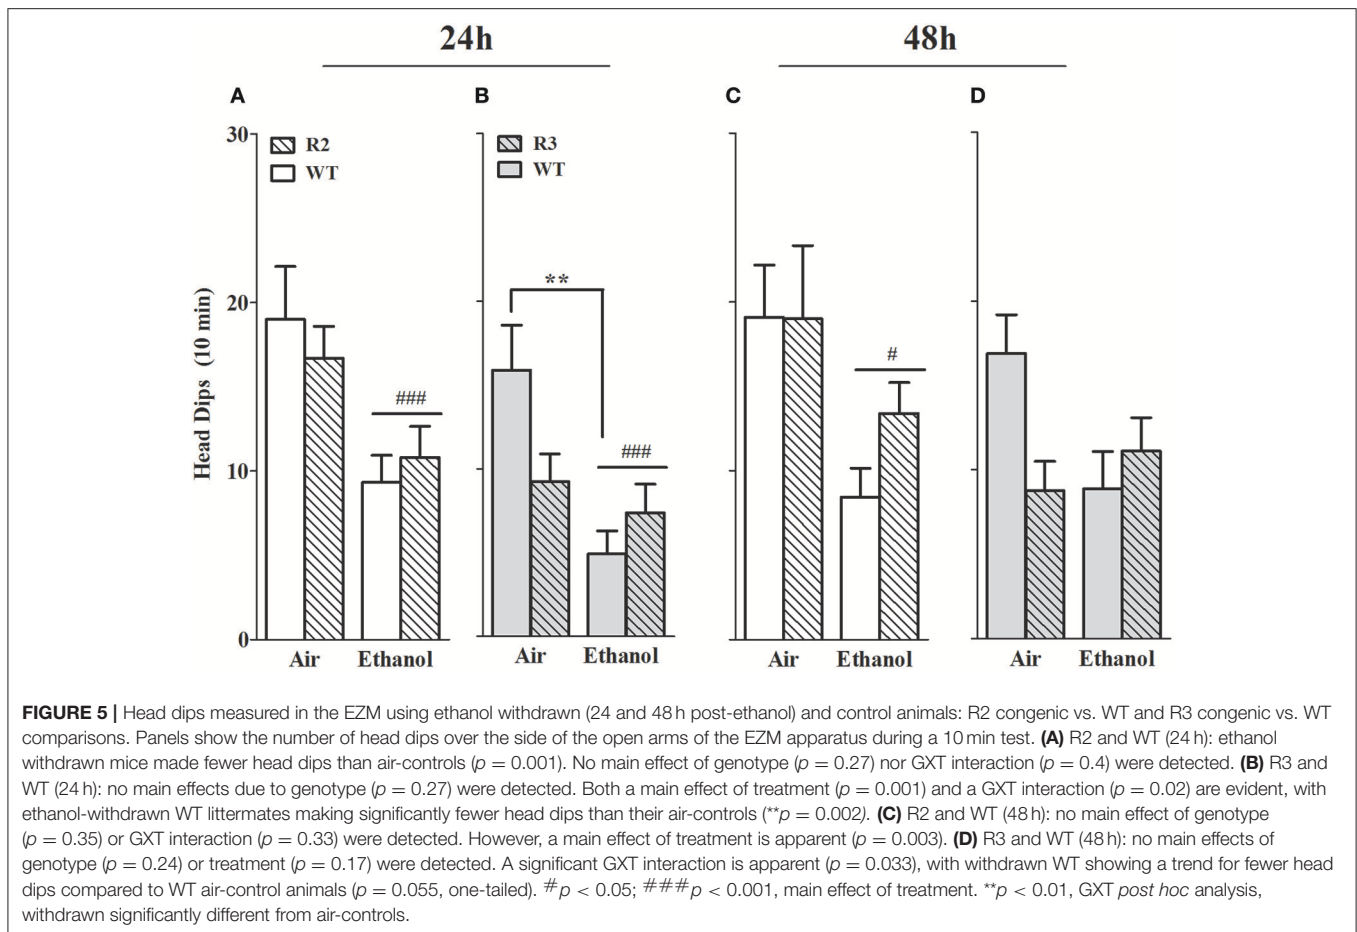 24h
48h
A
B
C
D
30
20
10
0
Head Dips (10 min)
R2
WT
R3
WT
###
**
###
#
Air Ethanol
Air Ethanol
Air Ethanol
Air Ethanol
FIGURE 5 | Head dips measured in the EZM using ethanol withdrawn (24 and 48 h post-ethanol) and control animals: R2 congenic vs. WT and R3 congenic vs. WT
comparisons. Panels show the number of head dips over the side of the open arms of the EZM apparatus during a 10 min test. (A) R2 and WT (24 h): ethanol
withdrawn mice made fewer head dips than air-controls (p = 0.001). No main effect of genotype (p = 0.27) nor GXT interaction (p = 0.4) were detected. (B) R3 and
WT (24 h): no main effects due to genotype (p = 0.27) were detected. Both a main effect of treatment (p = 0.001) and a GXT interaction (p = 0.02) are evident, with
ethanol-withdrawn WT littermates making significantly fewer head dips than their air-controls (**p = 0.002). (C) R2 and WT (48 h): no main effect of genotype
(p = 0.35) or GXT interaction (p = 0.33) were detected. However, a main effect of treatment is apparent (p = 0.003). (D) R3 and WT (48 h): no main effects of
genotype (p = 0.24) or treatment (p = 0.17) were detected. A significant GXT interaction is apparent (p = 0.033), with withdrawn WT showing a trend for fewer head
dips compared to WT air-control animals (p = 0.055, one-tailed). #p < 0.05; ###p < 0.001, main effect of treatment. **p < 0.01, GXT post hoc analysis,
withdrawn significantly different from air-controls.